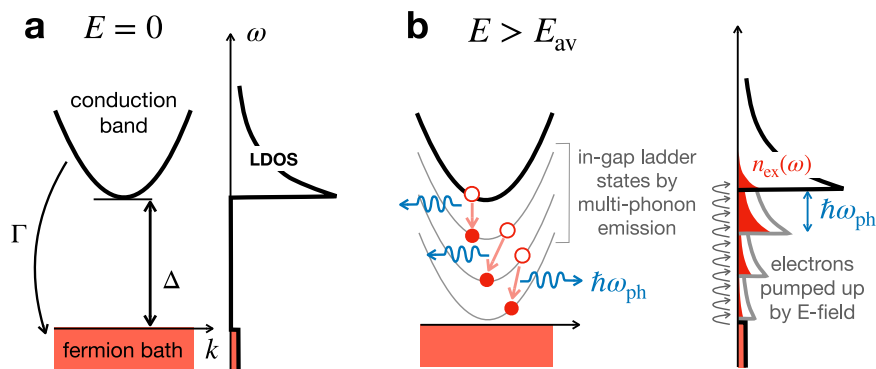 a E = 0
ω
conduction
band
LDOS
Γ
Δ
fermion bath
k
b E > E_av
in-gap ladder
states by
multi-phonon
emission
ℏω_ph
n_ex(ω)
ℏω_ph
electrons
pumped up
by E-field